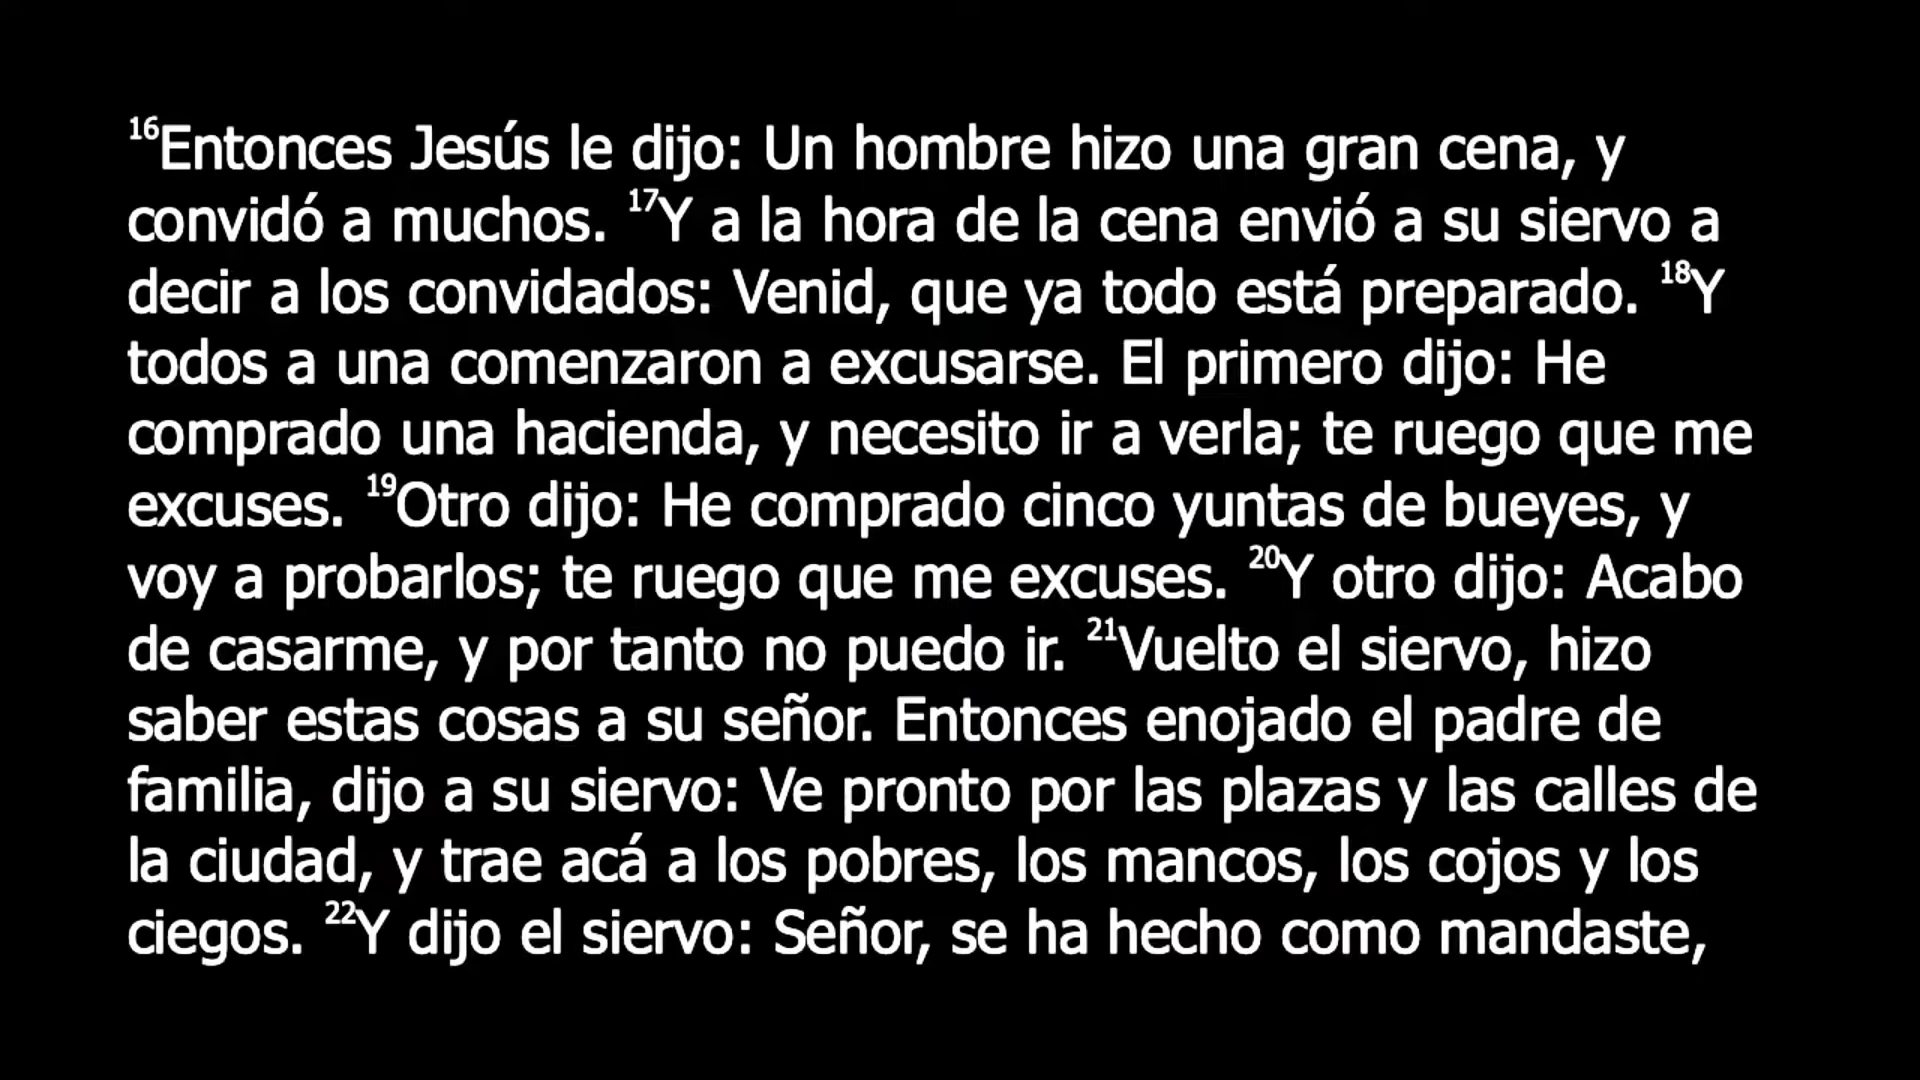 16Entonces Jesús le dijo: Un hombre hizo una gran cena, y
convidó a muchos. 17Y a la hora de la cena envió a su siervo a
decir a los convidados: Venid, que ya todo está preparado. 18Y
todos a una comenzaron a excusarse. El primero dijo: He
comprado una hacienda, y necesito ir a verla; te ruego que me
excuses. 19Otro dijo: He comprado cinco yuntas de bueyes, y
voy a probarlos; te ruego que me excuses. 20Y otro dijo: Acabo
de casarme, y por tanto no puedo ir. 21Vuelto el siervo, hizo
saber estas cosas a su señor. Entonces enojado el padre de
familia, dijo a su siervo: Ve pronto por las plazas y las calles de
la ciudad, y trae acá a los pobres, los mancos, los cojos y los
ciegos. 22Y dijo el siervo: Señor, se ha hecho como mandaste,